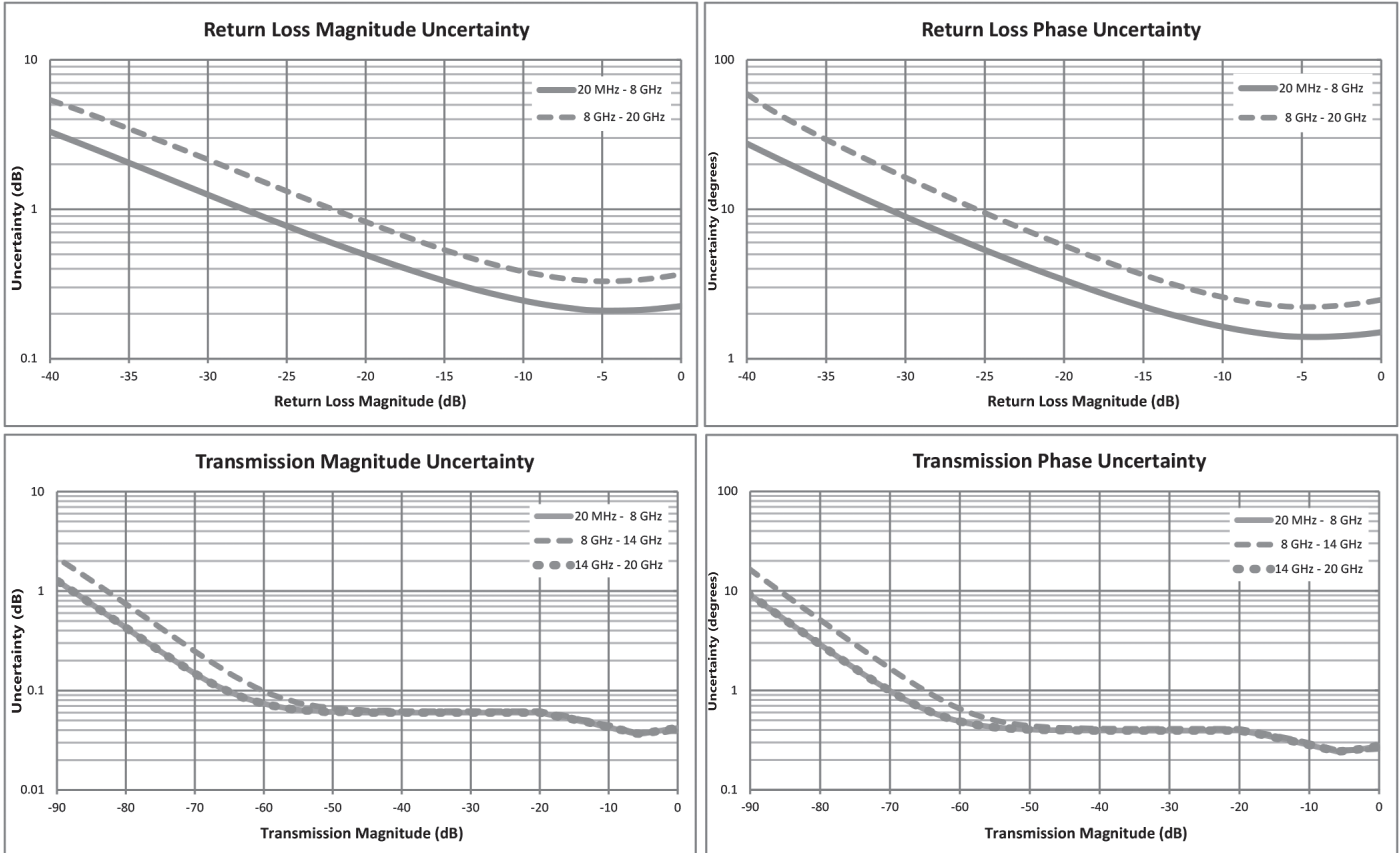 Return Loss Magnitude Uncertainty
10
1
0.1
Uncertainty (dB)
20 MHz - 8 GHz
8 GHz - 20 GHz
-40 -35 -30 -25 -20 -15 -10 -5 0
Return Loss Magnitude (dB)
Return Loss Phase Uncertainty
100
10
1
Uncertainty (degrees)
20 MHz - 8 GHz
8 GHz - 20 GHz
-40 -35 -30 -25 -20 -15 -10 -5 0
Return Loss Magnitude (dB)
Transmission Magnitude Uncertainty
10
1
0.1
0.01
Uncertainty (dB)
20 MHz - 8 GHz
8 GHz - 14 GHz
14 GHz - 20 GHz
-90 -80 -70 -60 -50 -40 -30 -20 -10 0
Transmission Magnitude (dB)
Transmission Phase Uncertainty
100
10
1
0.1
Uncertainty (degrees)
20 MHz - 8 GHz
8 GHz - 14 GHz
14 GHz - 20 GHz
-90 -80 -70 -60 -50 -40 -30 -20 -10 0
Transmission Magnitude (dB)